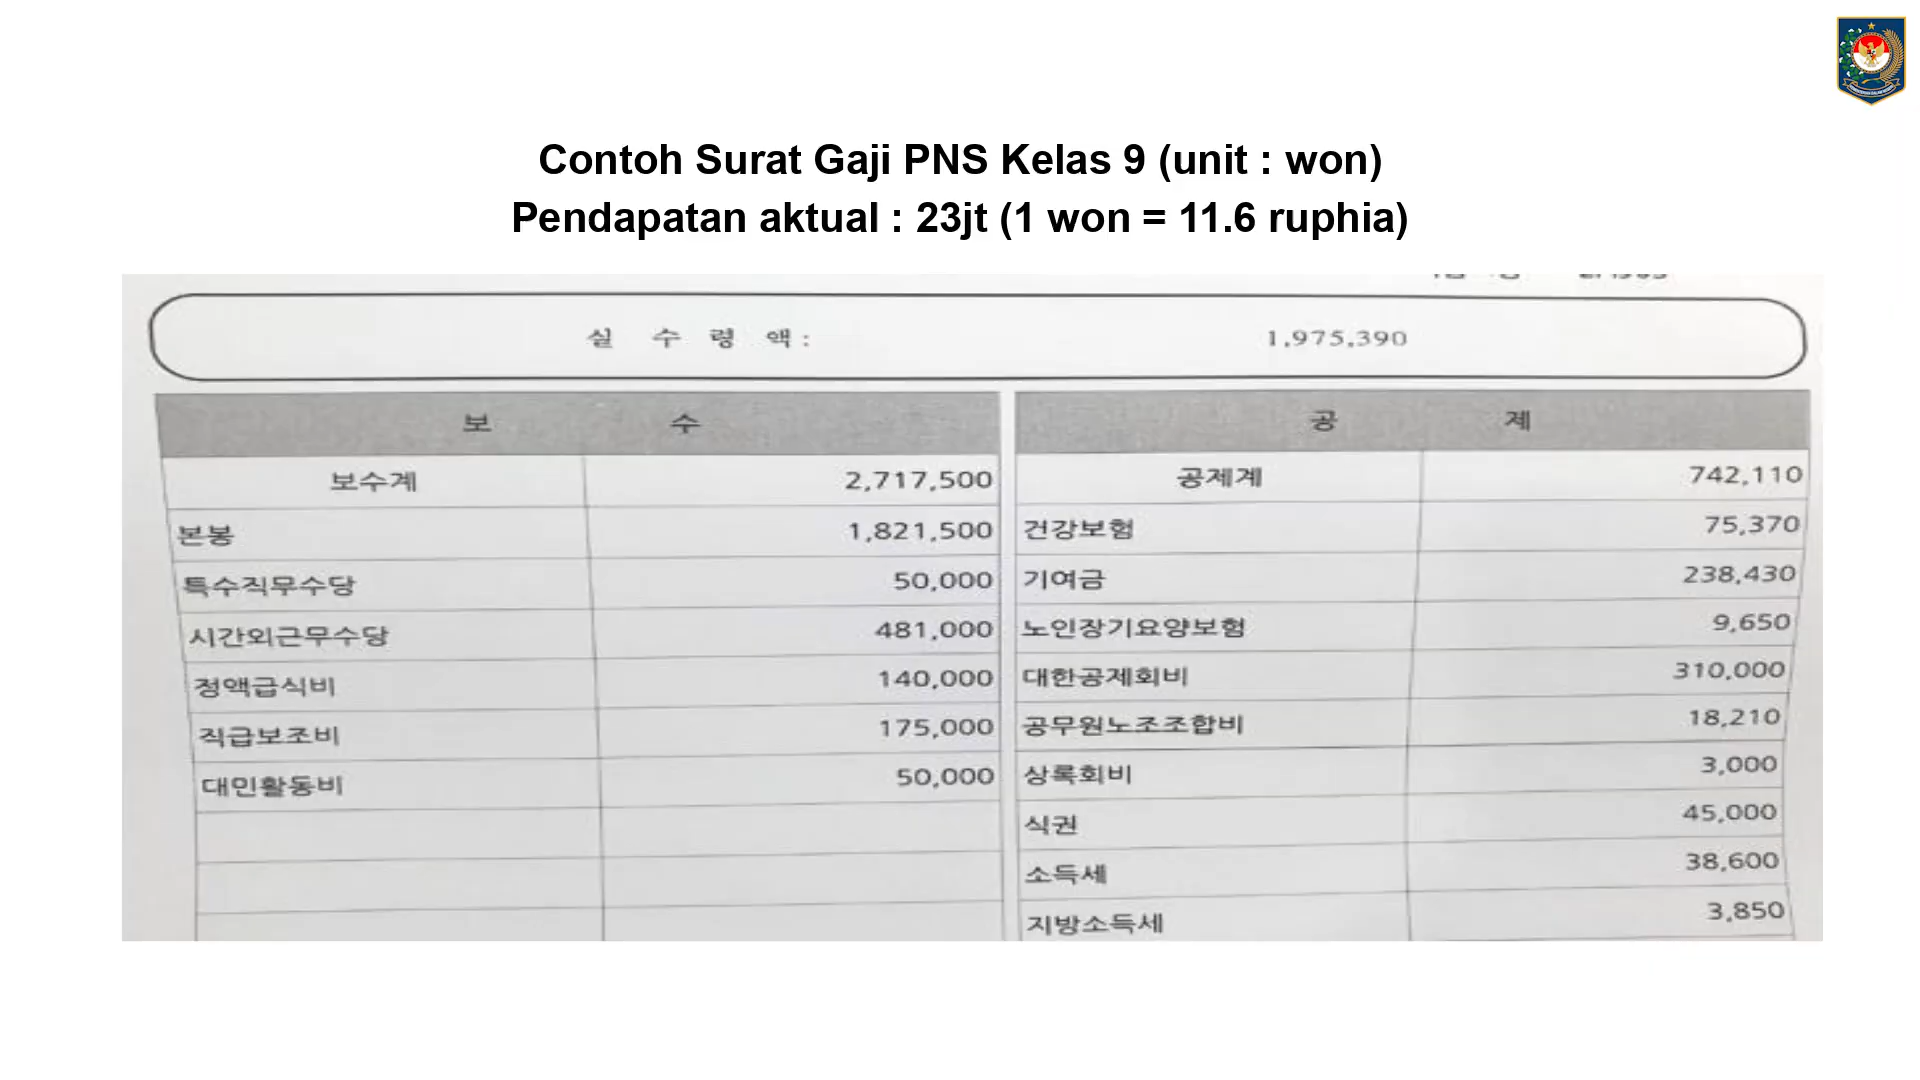 Contoh Surat Gaji PNS Kelas 9 (unit : won)
Pendapatan aktual : 23jt (1 won = 11.6 ruphia)
실 수 령 액 : 1,975,390
보 수 공 제
보수계 2,717,500 공제계 742,110
본봉 1,821,500 건강보험 75,370
특수직무수당 50,000 기여금 238,430
시간외근무수당 481,000 노인장기요양보험 9,650
정액급식비 140,000 대한공제회비 310,000
직급보조비 175,000 공무원노조조합비 18,210
대민활동비 50,000 상록회비 3,000
식권 45,000
소득세 38,600
지방소득세 3,850